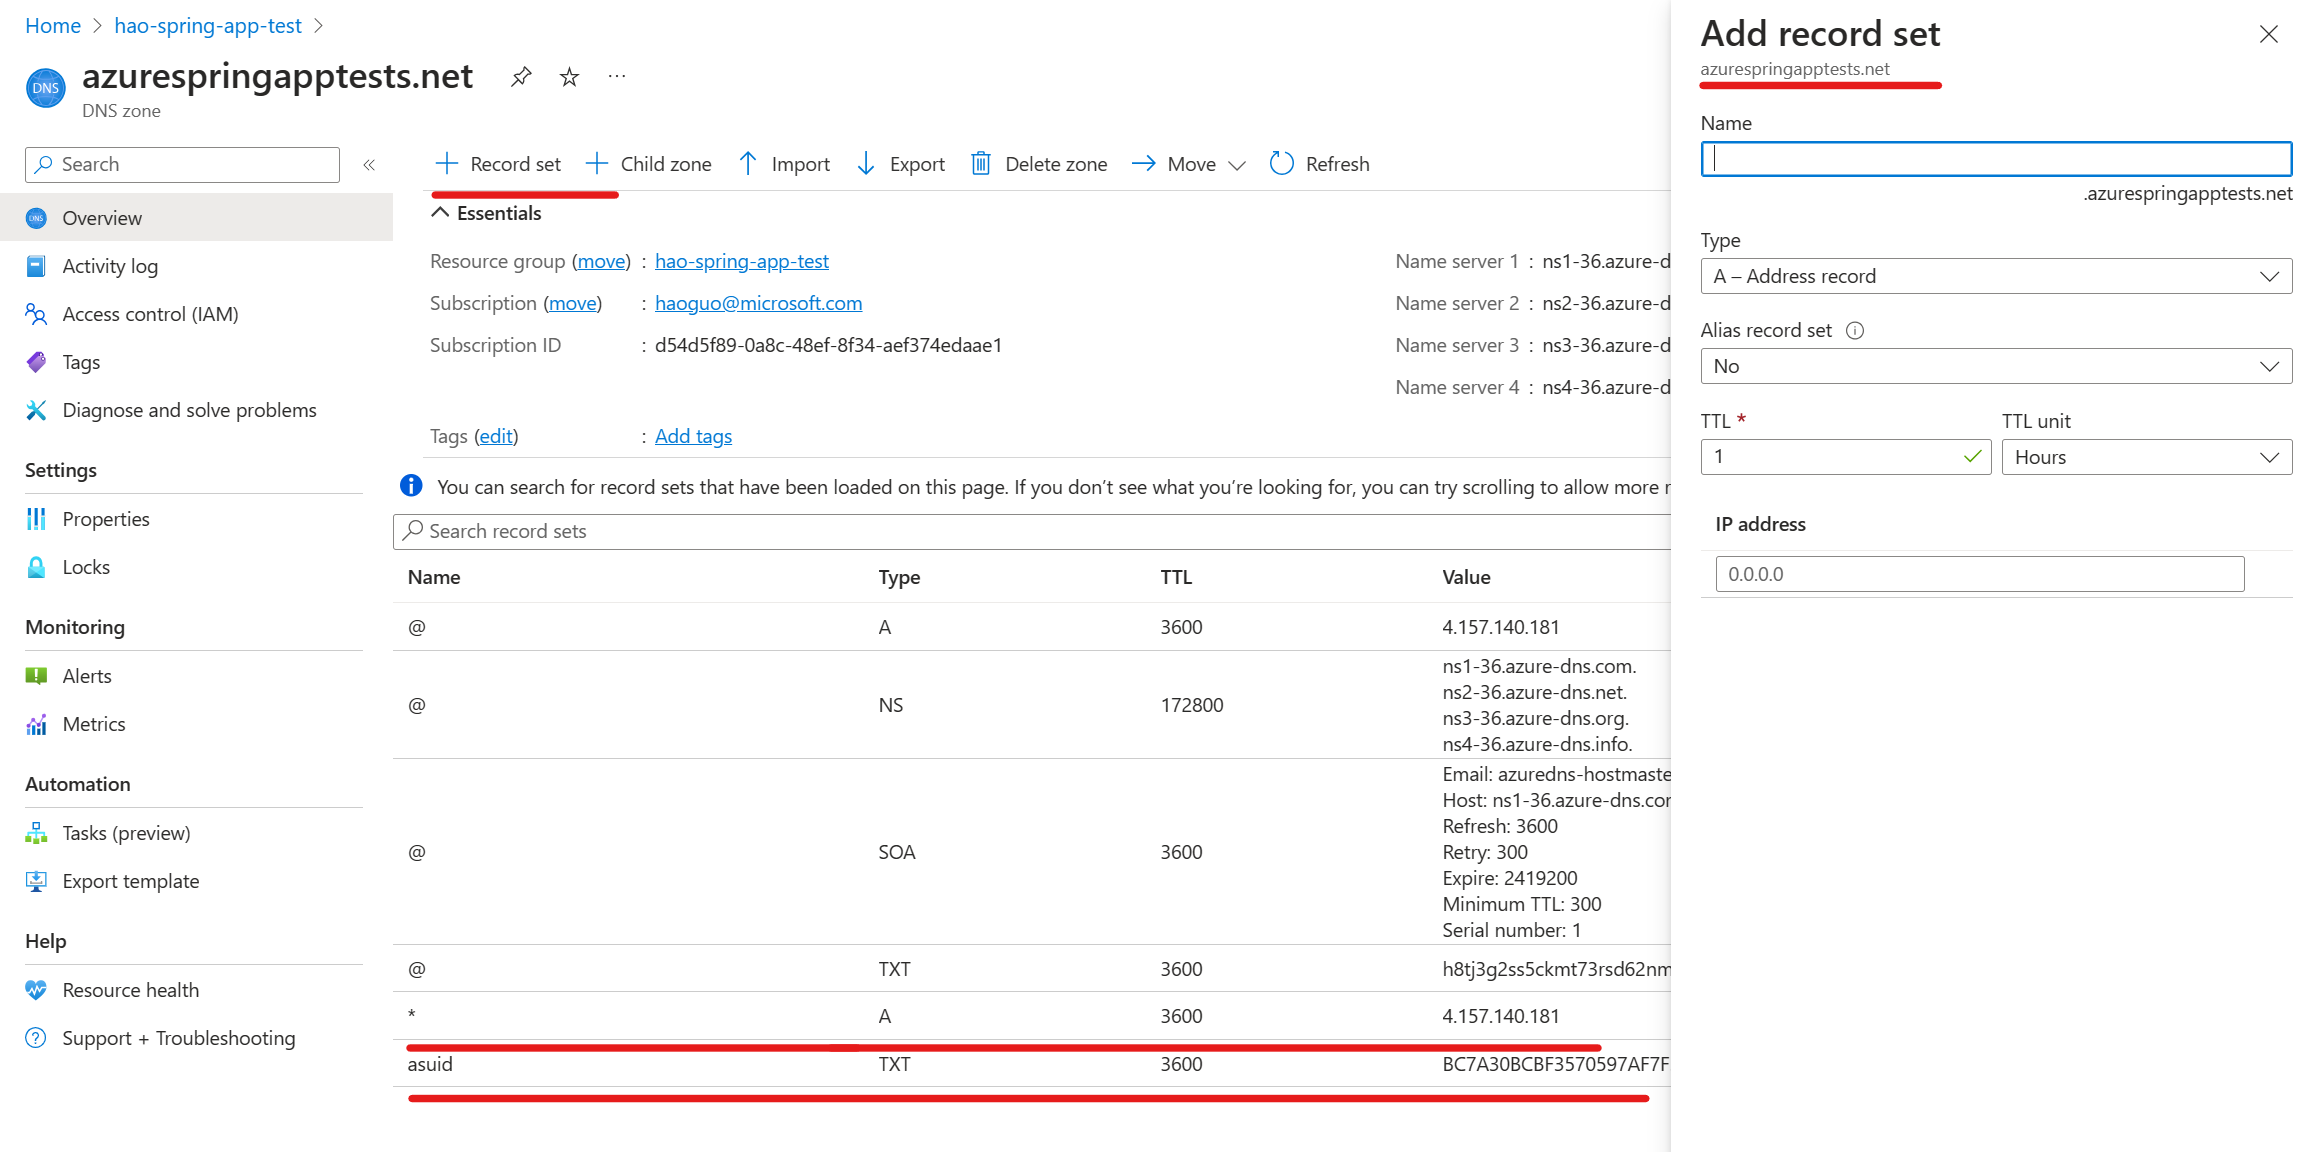 Home > hao-spring-app-test >
DNS
azurespringapptests.net
DNS zone
Search
Overview
Activity log
Access control (IAM)
Tags
Diagnose and solve problems
Settings
Properties
Locks
Monitoring
Alerts
Metrics
Automation
Tasks (preview)
Export template
Help
Resource health
Support + Troubleshooting
Record set
Child zone
Import
Export
Delete zone
Move
Refresh
Essentials
Resource group (move) : hao-spring-app-test
Subscription (move) : haoguo@microsoft.com
Subscription ID : d54d5f89-0a8c-48ef-8f34-aef374edaae1
Tags (edit) : Add tags
Name server 1 : ns1-36.azure-d
Name server 2 : ns2-36.azure-d
Name server 3 : ns3-36.azure-d
Name server 4 : ns4-36.azure-d
You can search for record sets that have been loaded on this page. If you don't see what you're looking for, you can try scrolling to allow more r
Search record sets
Name Type TTL Value
@ A 3600 4.157.140.181
@ NS 172800 ns1-36.azure-dns.com.
ns2-36.azure-dns.net.
ns3-36.azure-dns.org.
ns4-36.azure-dns.info.
@ SOA 3600 Email: azuredns-hostmaste
Host: ns1-36.azure-dns.cor
Refresh: 3600
Retry: 300
Expire: 2419200
Minimum TTL: 300
Serial number: 1
@ TXT 3600 h8tj3g2ss5ckmt73rsd62nm
* A 3600 4.157.140.181
asuid TXT 3600 BC7A30BCBF3570597AF7F
Add record set
azurespringapptests.net
Name
.azurespringapptests.net
Type
A – Address record
Alias record set
No
TTL *
1
TTL unit
Hours
IP address
0.0.0.0